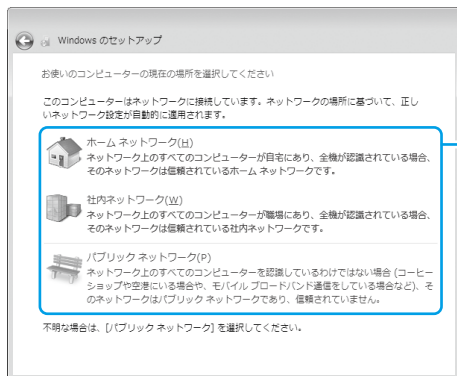 Windows のセットアップ
お使いのコンピューターの現在の場所を選択してください
このコンピューターはネットワークに接続しています。ネットワークの場所に基づいて、正し
いネットワーク設定が自動的に適用されます。
ホーム ネットワーク(H)
ネットワーク上のすべてのコンピューターが自宅にあり、全機が認識されている場合、
そのネットワークは信頼されているホーム ネットワークです。
社内ネットワーク(W)
ネットワーク上のすべてのコンピューターが職場にあり、全機が認識されている場合、
そのネットワークは信頼されている社内ネットワークです。
パブリック ネットワーク(P)
ネットワーク上のすべてのコンピューターを認識しているわけではない場合 (コーヒー
ショップや空港にいる場合や、モバイル ブロードバンド通信をしている場合など)、そ
のネットワークはパブリック ネットワークであり、信頼されていません。
不明な場合は、[パブリック ネットワーク] を選択してください。